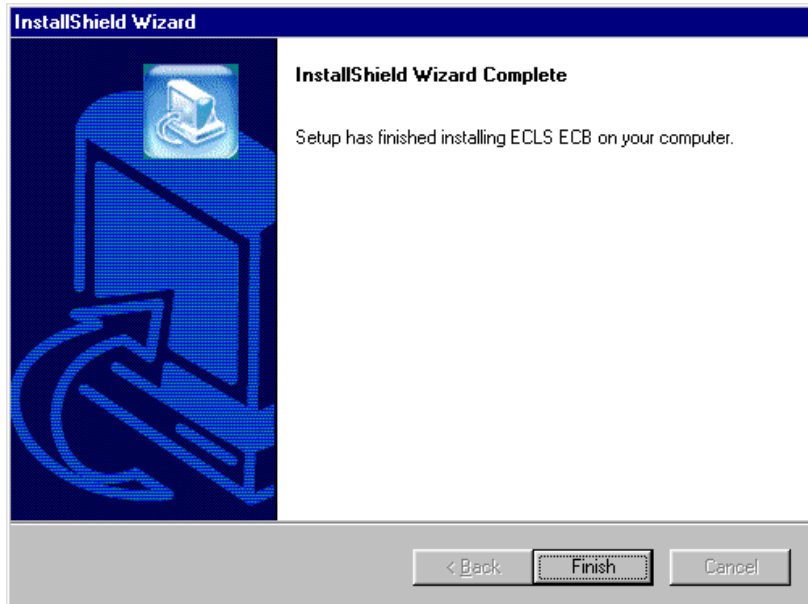 InstallShield Wizard
InstallShield Wizard Complete
Setup has finished installing ECLS ECB on your computer.
< Back
Finish
Cancel